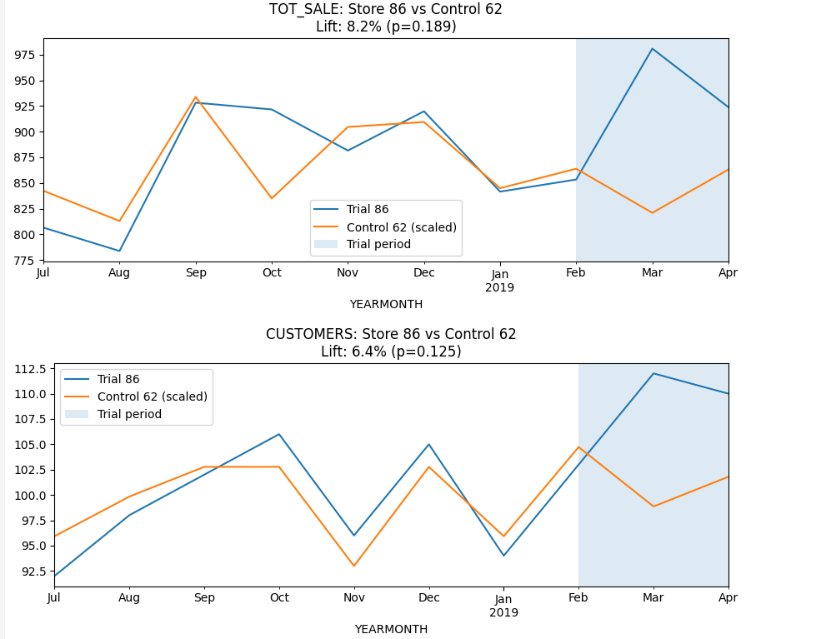 TOT_SALE: Store 86 vs Control 62
Lift: 8.2% (p=0.189)
975
950
925
900
875
850
825
800
775
Trial 86
Control 62 (scaled)
Trial period
Jul Aug Sep Oct Nov Dec Jan Feb Mar Apr
2019
YEARMONTH
CUSTOMERS: Store 86 vs Control 62
Lift: 6.4% (p=0.125)
112.5
110.0
107.5
105.0
102.5
100.0
97.5
95.0
92.5
Trial 86
Control 62 (scaled)
Trial period
Jul Aug Sep Oct Nov Dec Jan Feb Mar Apr
2019
YEARMONTH